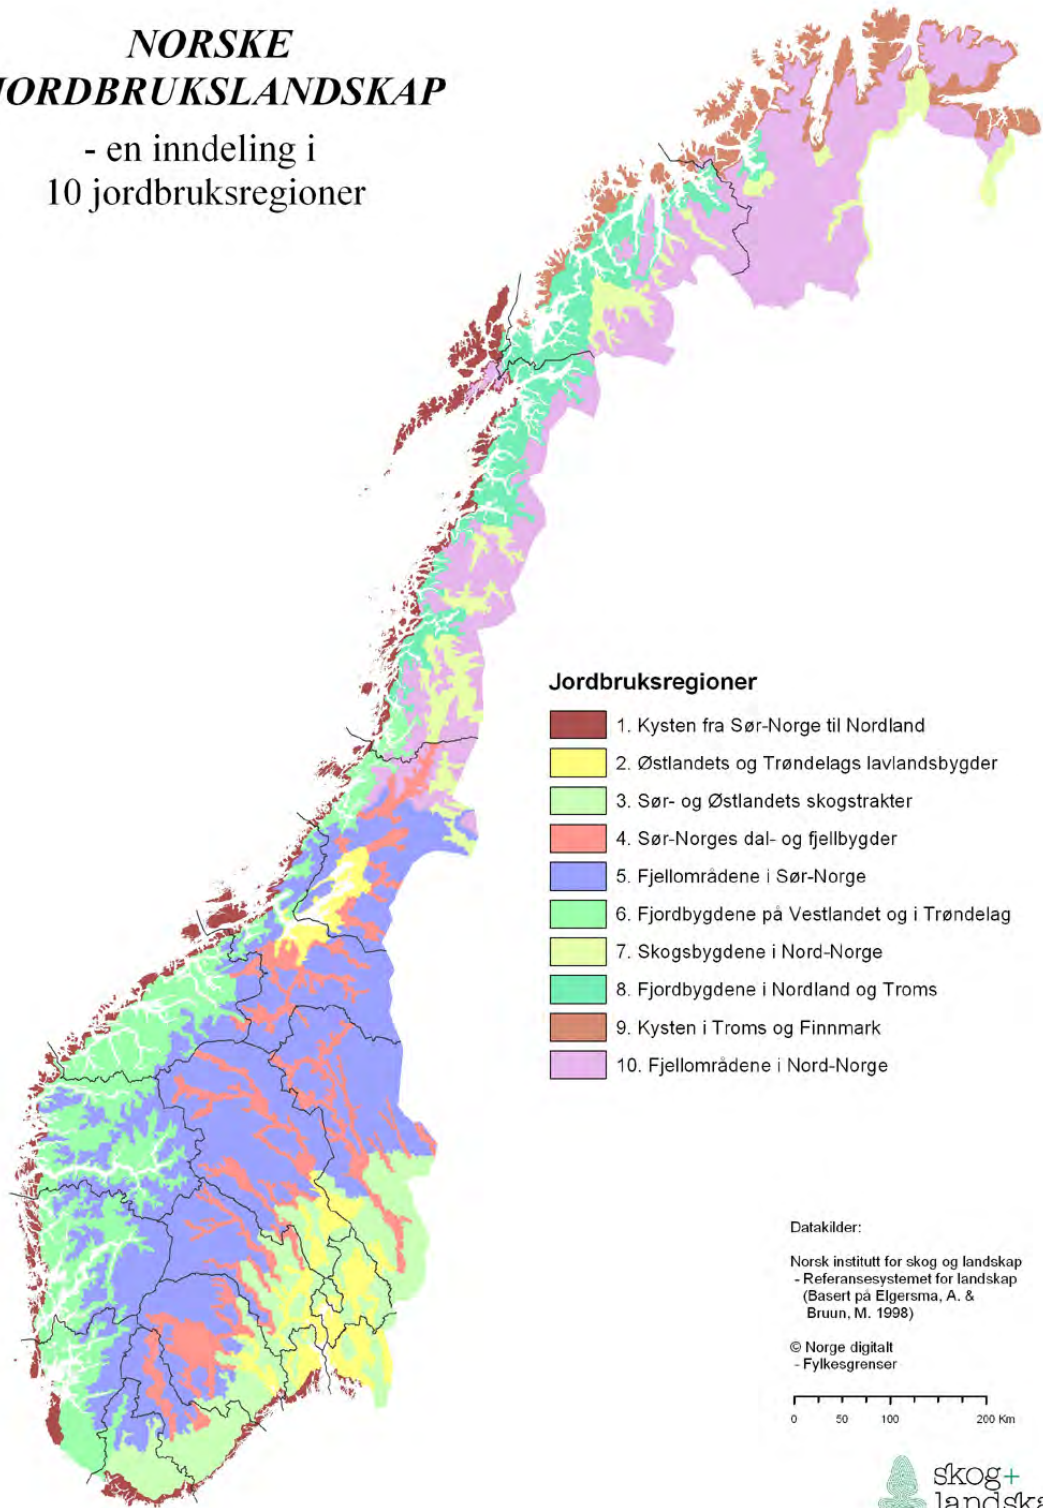 NORSKE
JORDBRUKSLANDSKAP
- en inndeling i
10 jordbruksregioner
Jordbruksregioner
1. Kysten fra Sør-Norge til Nordland
2. Østlandets og Trøndelags lavlandsbygder
3. Sør- og Østlandets skogstrakter
4. Sør-Norges dal- og fjellbygder
5. Fjellområdene i Sør-Norge
6. Fjordbygdene på Vestlandet og i Trøndelag
7. Skogsbygdene i Nord-Norge
8. Fjordbygdene i Nordland og Troms
9. Kysten i Troms og Finnmark
10. Fjellområdene i Nord-Norge
Datakilder:
Norsk institutt for skog og landskap
- Referansesystemet for landskap
(Basert på Elgersma, A. &
Bruun, M. 1998)
© Norge digitalt
- Fylkesgrenser
0 50 100 200 Km
skog+
landska